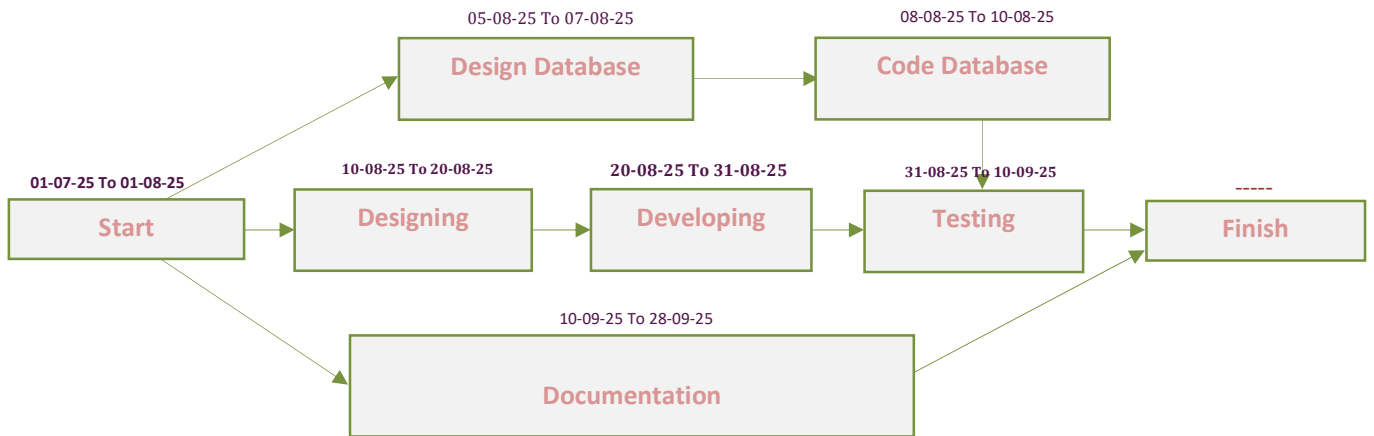 05-08-25 To 07-08-25
08-08-25 To 10-08-25
Design Database
Code Database
01-07-25 To 01-08-25
10-08-25 To 20-08-25
20-08-25 To 31-08-25
31-08-25 To 10-09-25
-----
Start
Designing
Developing
Testing
Finish
10-09-25 To 28-09-25
Documentation